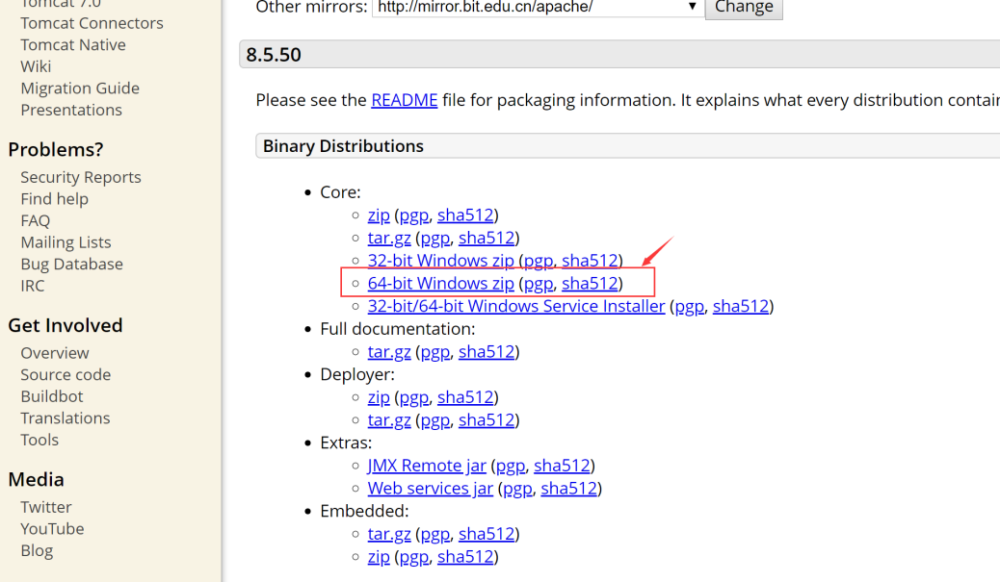 Tomcat 7.0
Tomcat Connectors
Tomcat Native
Wiki
Migration Guide
Presentations
Problems?
Security Reports
Find help
FAQ
Mailing Lists
Bug Database
IRC
Get Involved
Overview
Source code
Buildbot
Translations
Tools
Media
Twitter
YouTube
Blog
Other mirrors: http://mirror.bit.edu.cn/apache/ Change
8.5.50
Please see the README file for packaging information. It explains what every distribution contai
Binary Distributions
Core:
zip (pgp, sha512)
tar.gz (pgp, sha512)
32-bit Windows zip (pgp, sha512)
64-bit Windows zip (pgp, sha512)
32-bit/64-bit Windows Service Installer (pgp, sha512)
Full documentation:
tar.gz (pgp, sha512)
Deployer:
zip (pgp, sha512)
tar.gz (pgp, sha512)
Extras:
JMX Remote jar (pgp, sha512)
Web services jar (pgp, sha512)
Embedded:
tar.gz (pgp, sha512)
zip (pgp, sha512)